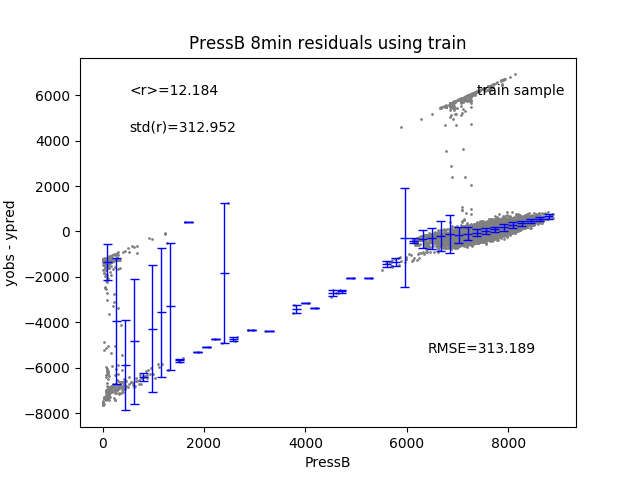 PressB 8min residuals using train
<r>=12.184
train sample
std(r)=312.952
RMSE=313.189
yobs - ypred
6000
4000
2000
0
−2000
−4000
−6000
−8000
0 2000 4000 6000 8000
PressB